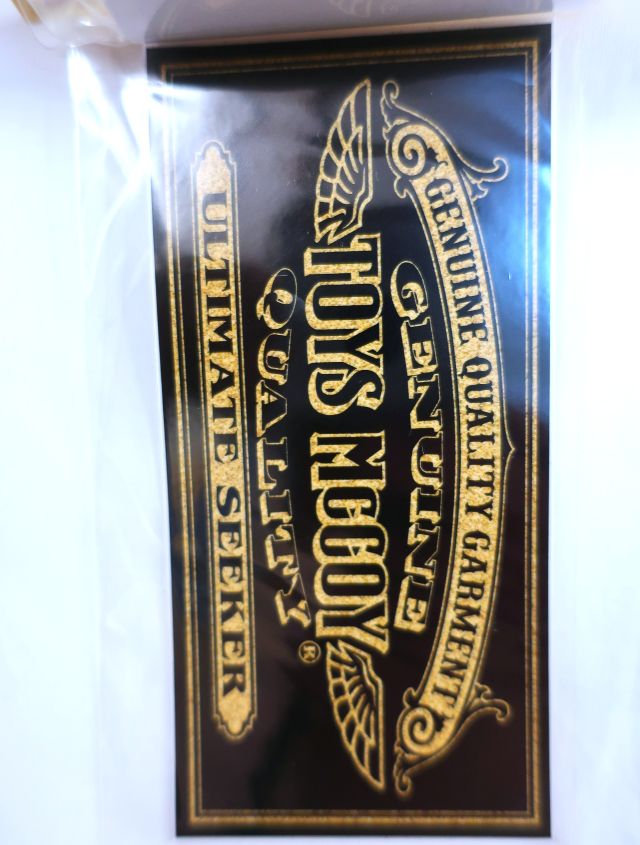 GENUINE QUALITY GARMENT
GENUINE
TOYS McCOY
QUALITY ®
ULTIMATE SEEKER